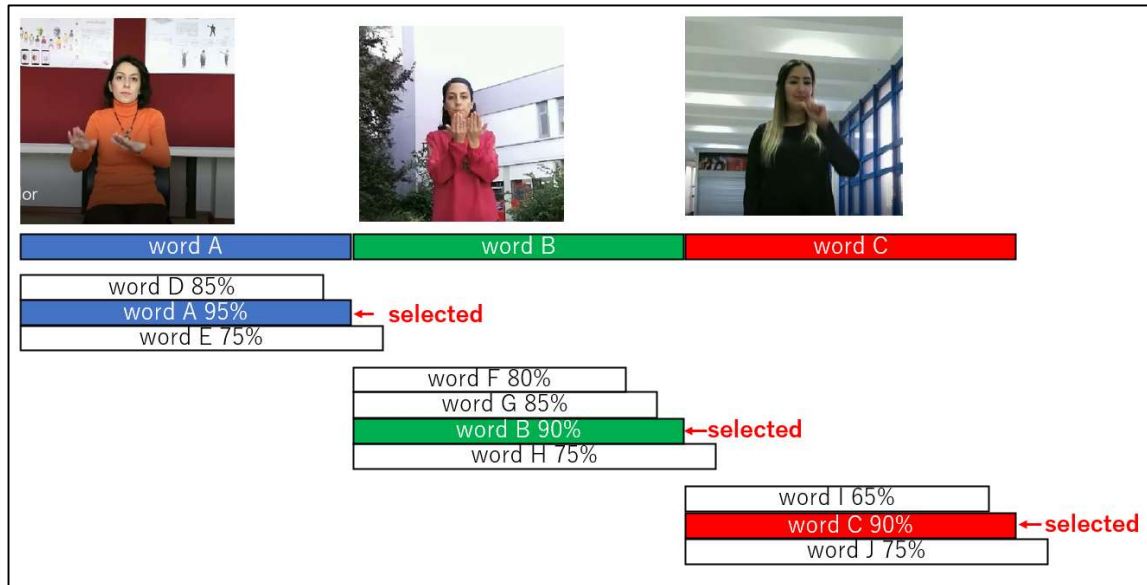 or
word A
word B
word C
word D 85%
word A 95%
← selected
word E 75%
word F 80%
word G 85%
word B 90%
←selected
word H 75%
word I 65%
word C 90%
←selected
word J 75%